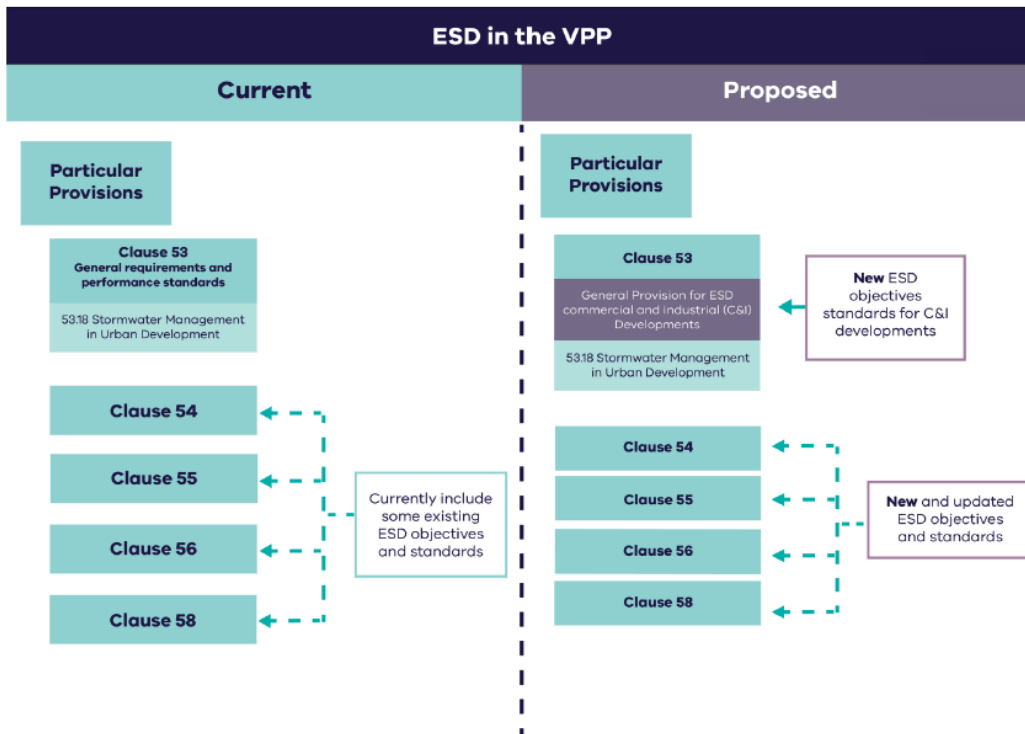 ESD in the VPP
Current
Proposed
Particular
Provisions
Clause 53
General requirements and
performance standards
53.18 Stormwater Management
in Urban Development
Clause 54
Clause 55
Clause 56
Clause 58
Currently include
some existing
ESD objectives
and standards
Particular
Provisions
Clause 53
General Provision for ESD
commercial and industrial (C&I)
Developments
53.18 Stormwater Management
in Urban Development
New ESD
objectives
standards for C&I
developments
Clause 54
Clause 55
Clause 56
Clause 58
New and updated
ESD objectives
and standards